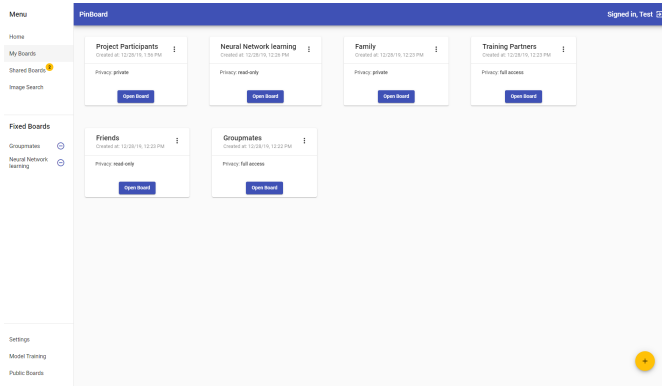 Menu
PinBoard
Signed in, Test
Home
My Boards
Shared Boards
Image Search
Fixed Boards
Groupmates
Neural Network
learning
Settings
Model Training
Public Boards
Project Participants
Created at: 12/28/19, 1:56 PM
Privacy: private
Open Board
Neural Network learning
Created at: 12/28/19, 12:26 PM
Privacy: read-only
Open Board
Family
Created at: 12/28/19, 12:23 PM
Privacy: private
Open Board
Training Partners
Created at: 12/28/19, 12:23 PM
Privacy: full access
Open Board
Friends
Created at: 12/28/19, 12:23 PM
Privacy: read-only
Open Board
Groupmates
Created at: 12/28/19, 12:22 PM
Privacy: full access
Open Board
+